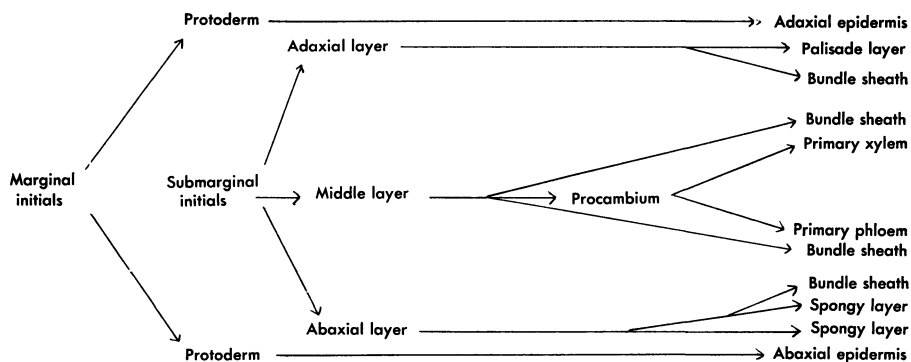 Protoderm
Adaxial epidermis
Adaxial layer
Palisade layer
Bundle sheath
Bundle sheath
Primary xylem
Marginal
initials
Submarginal
initials
Middle layer
Procambium
Primary phloem
Bundle sheath
Bundle sheath
Spongy layer
Abaxial layer
Spongy layer
Protoderm
Abaxial epidermis